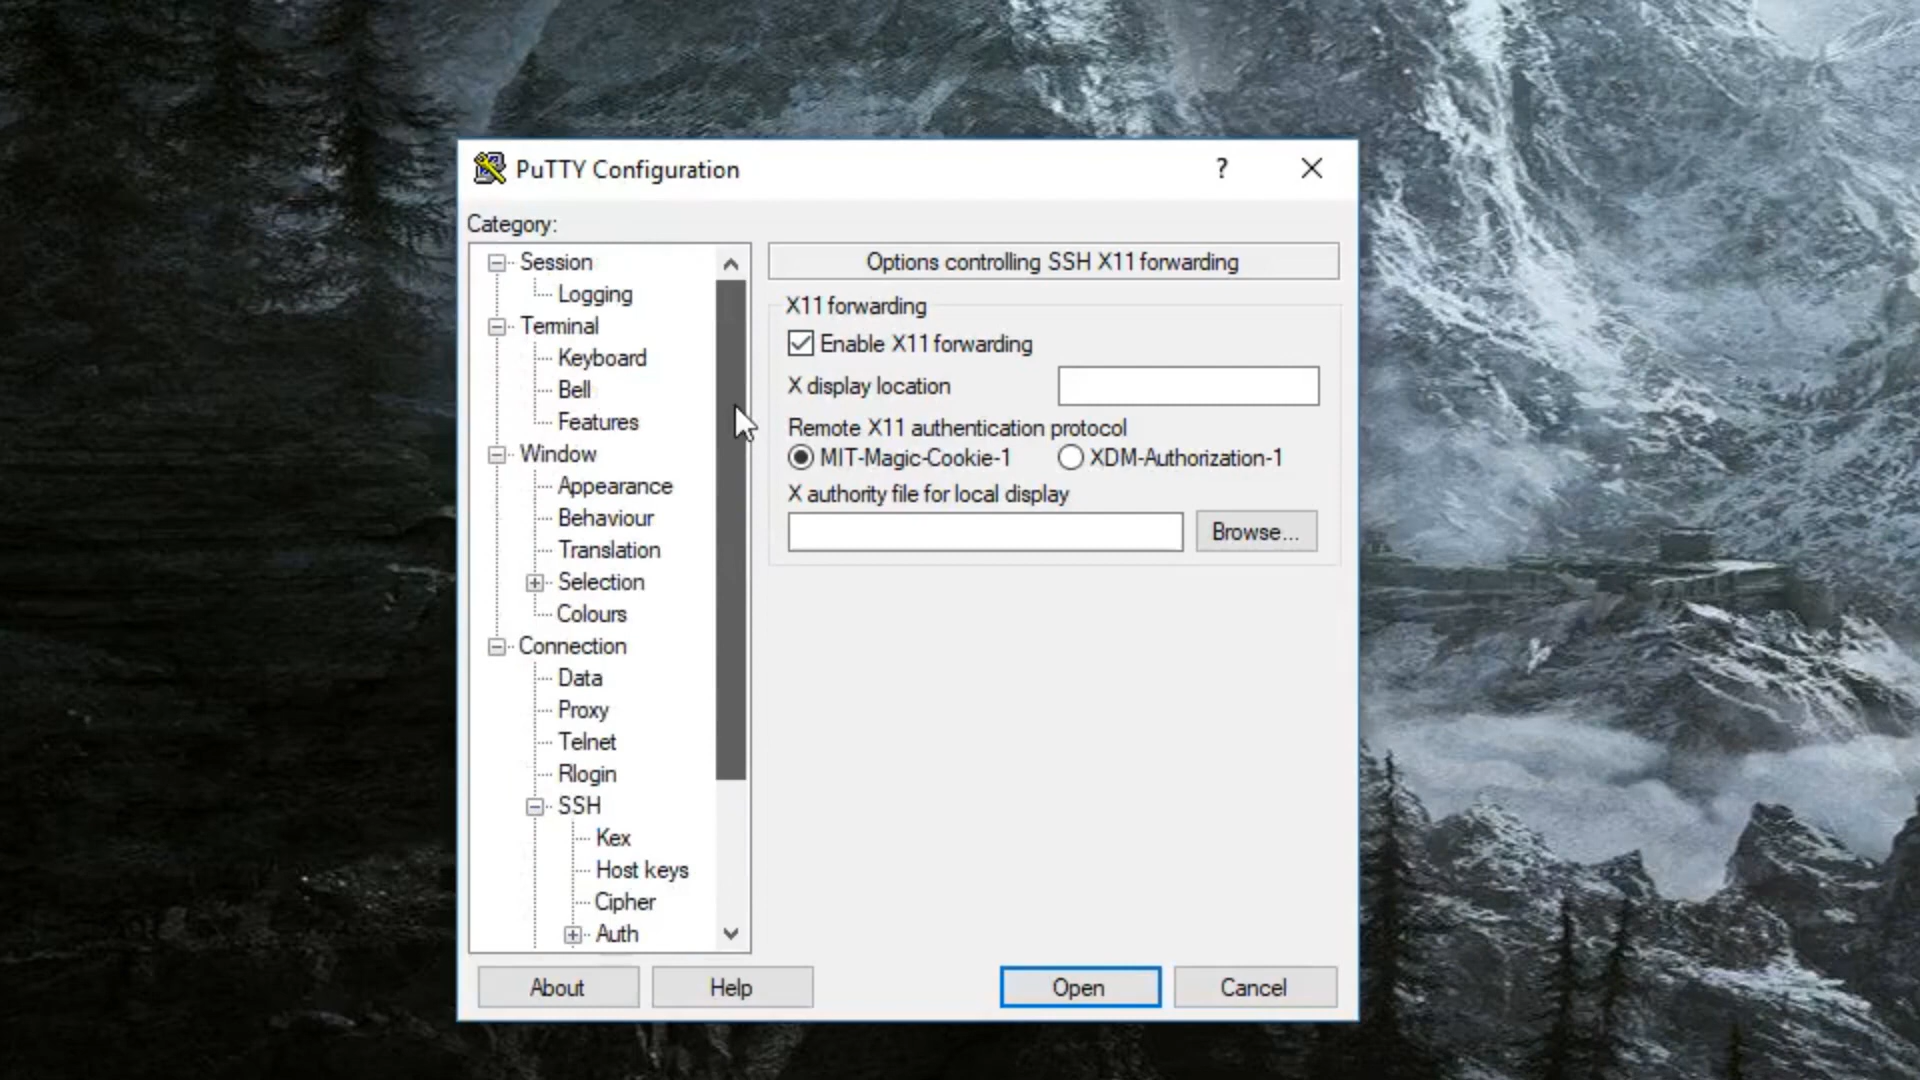 PuTTY Configuration
?
Category:
Session
Logging
Terminal
Keyboard
Bell
Features
Window
Appearance
Behaviour
Translation
Selection
Colours
Connection
Data
Proxy
Telnet
Rlogin
SSH
Kex
Host keys
Cipher
Auth
Options controlling SSH X11 forwarding
X11 forwarding
Enable X11 forwarding
X display location
Remote X11 authentication protocol
MIT-Magic-Cookie-1 XDM-Authorization-1
X authority file for local display
Browse...
About Help Open Cancel